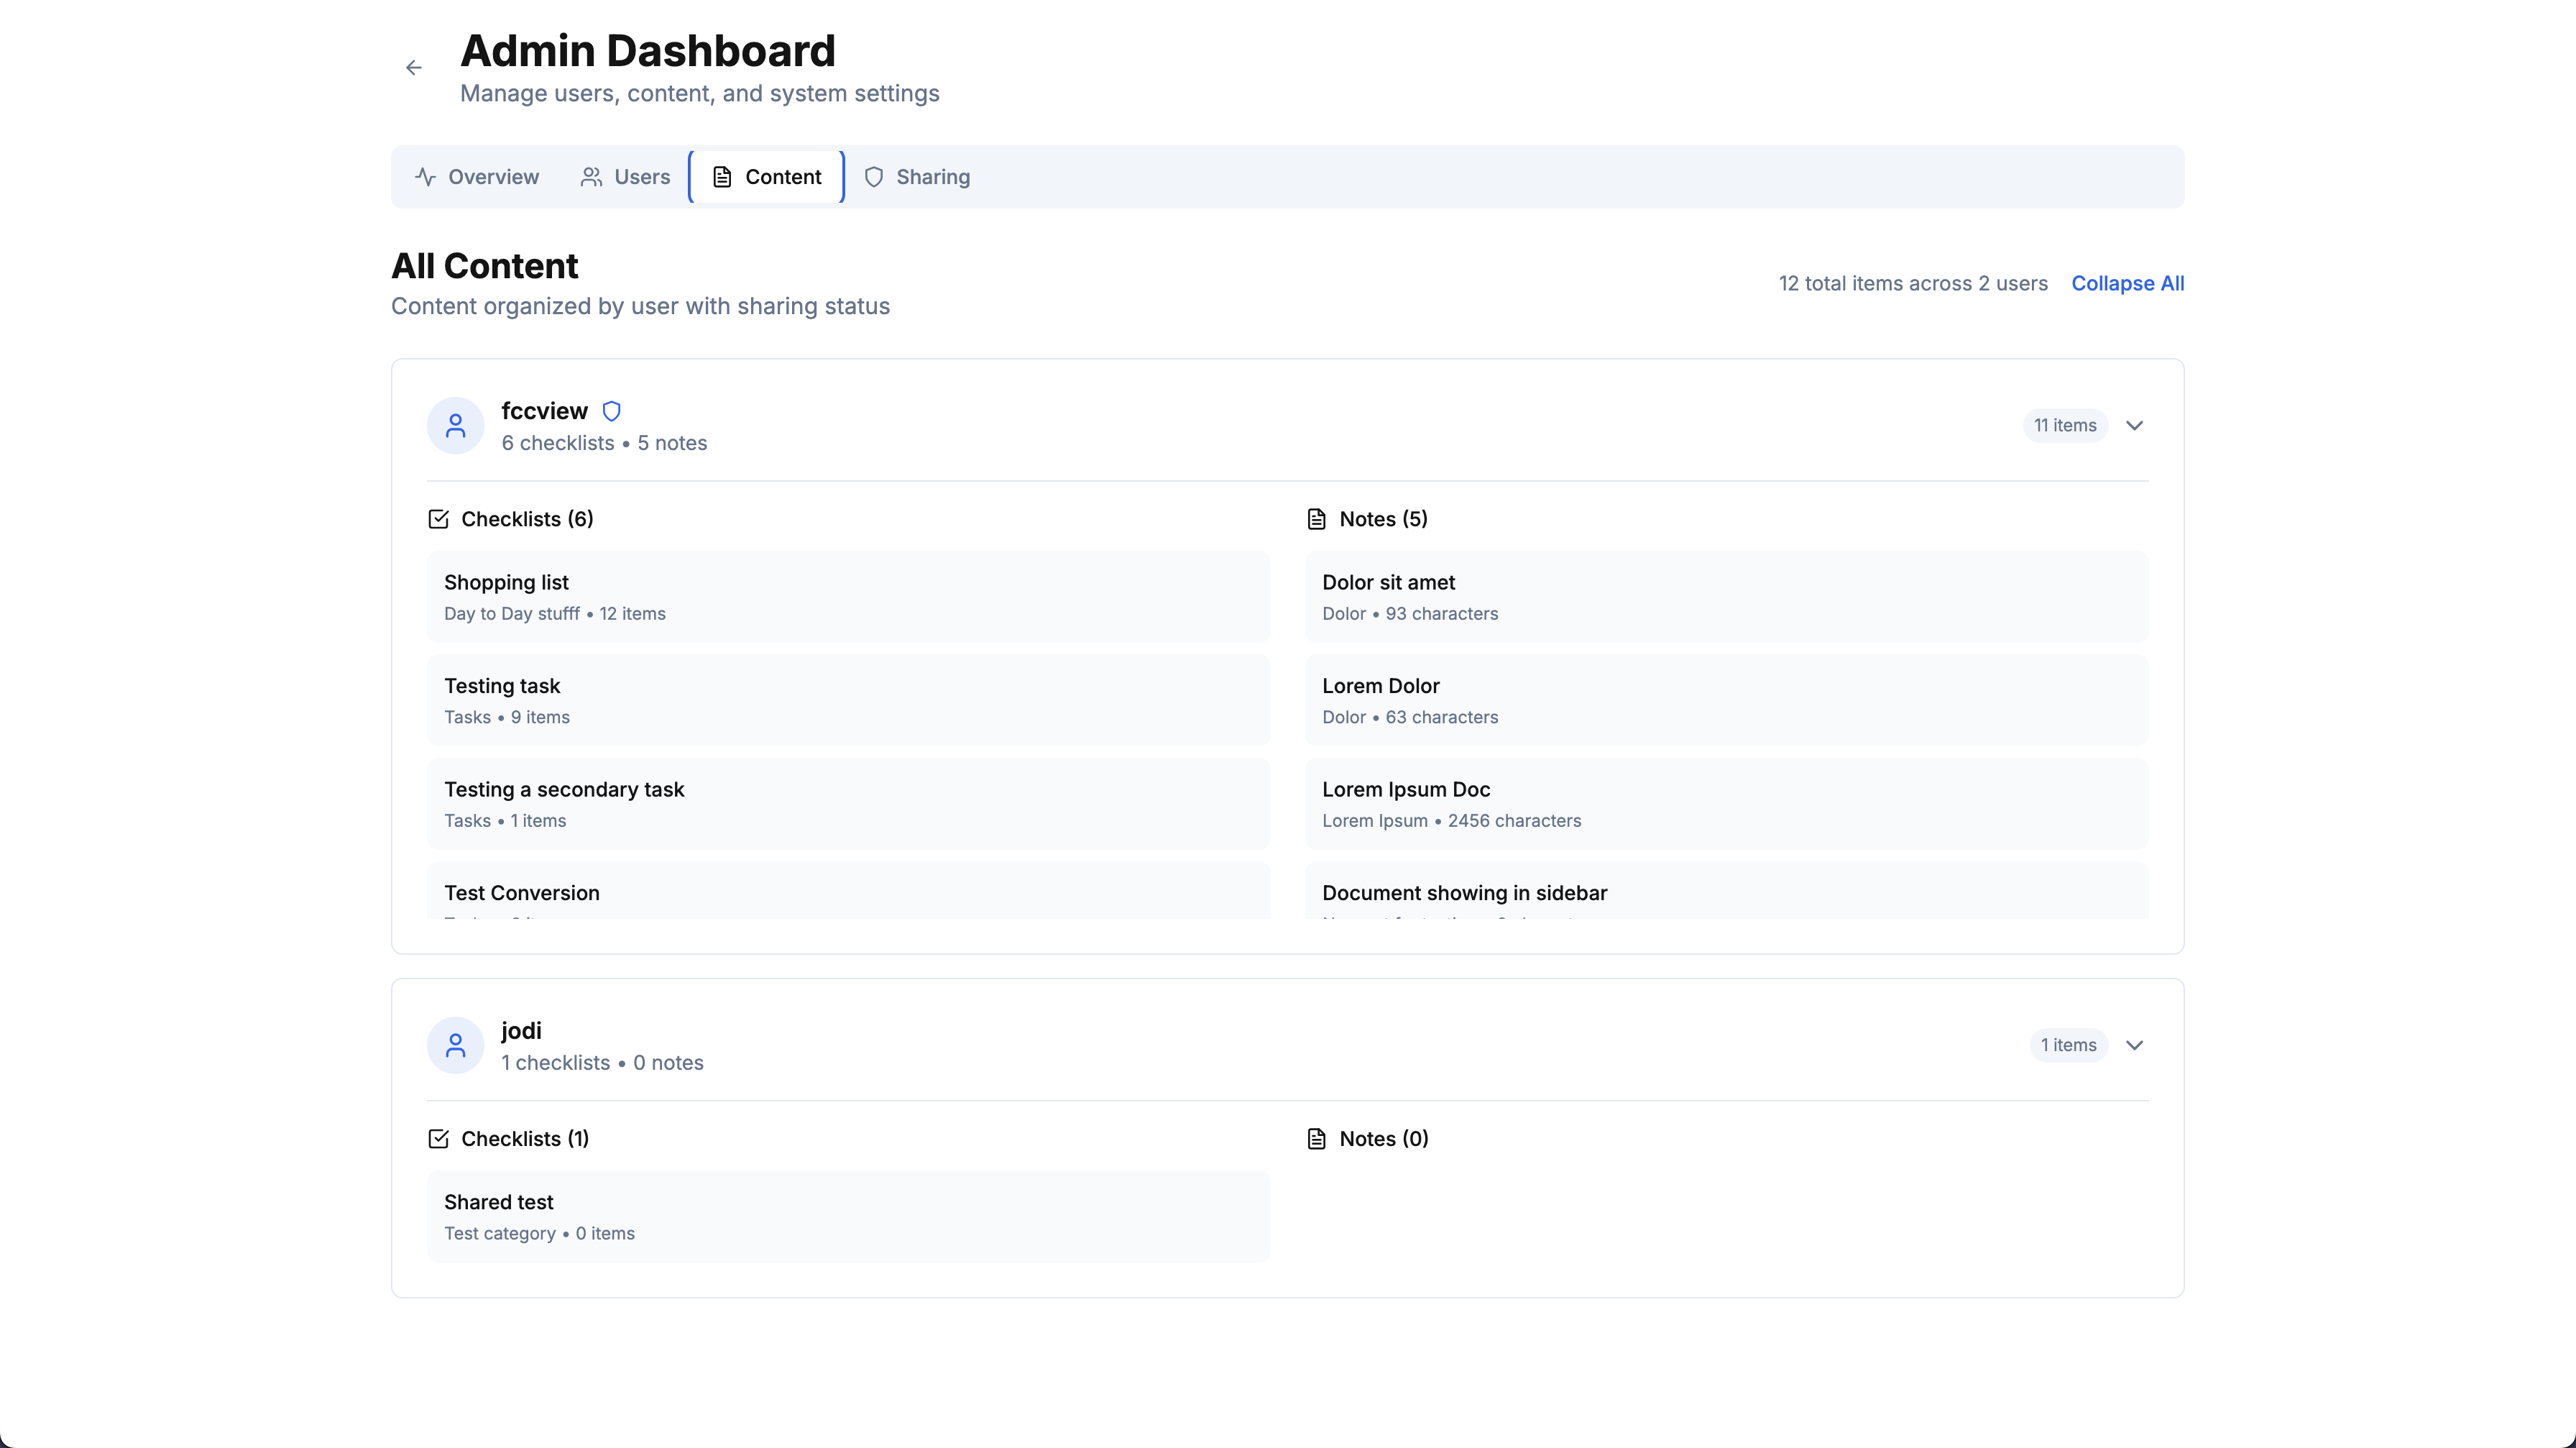 Admin Dashboard
Manage users, content, and system settings
Overview
Users
Content
Sharing
All Content
Content organized by user with sharing status
12 total items across 2 users
Collapse All
fccview
6 checklists • 5 notes
11 items
Checklists (6)
Shopping list
Day to Day stufff • 12 items
Testing task
Tasks • 9 items
Testing a secondary task
Tasks • 1 items
Test Conversion
Notes (5)
Dolor sit amet
Dolor • 93 characters
Lorem Dolor
Dolor • 63 characters
Lorem Ipsum Doc
Lorem Ipsum • 2456 characters
Document showing in sidebar
jodi
1 checklists • 0 notes
1 items
Checklists (1)
Shared test
Test category • 0 items
Notes (0)